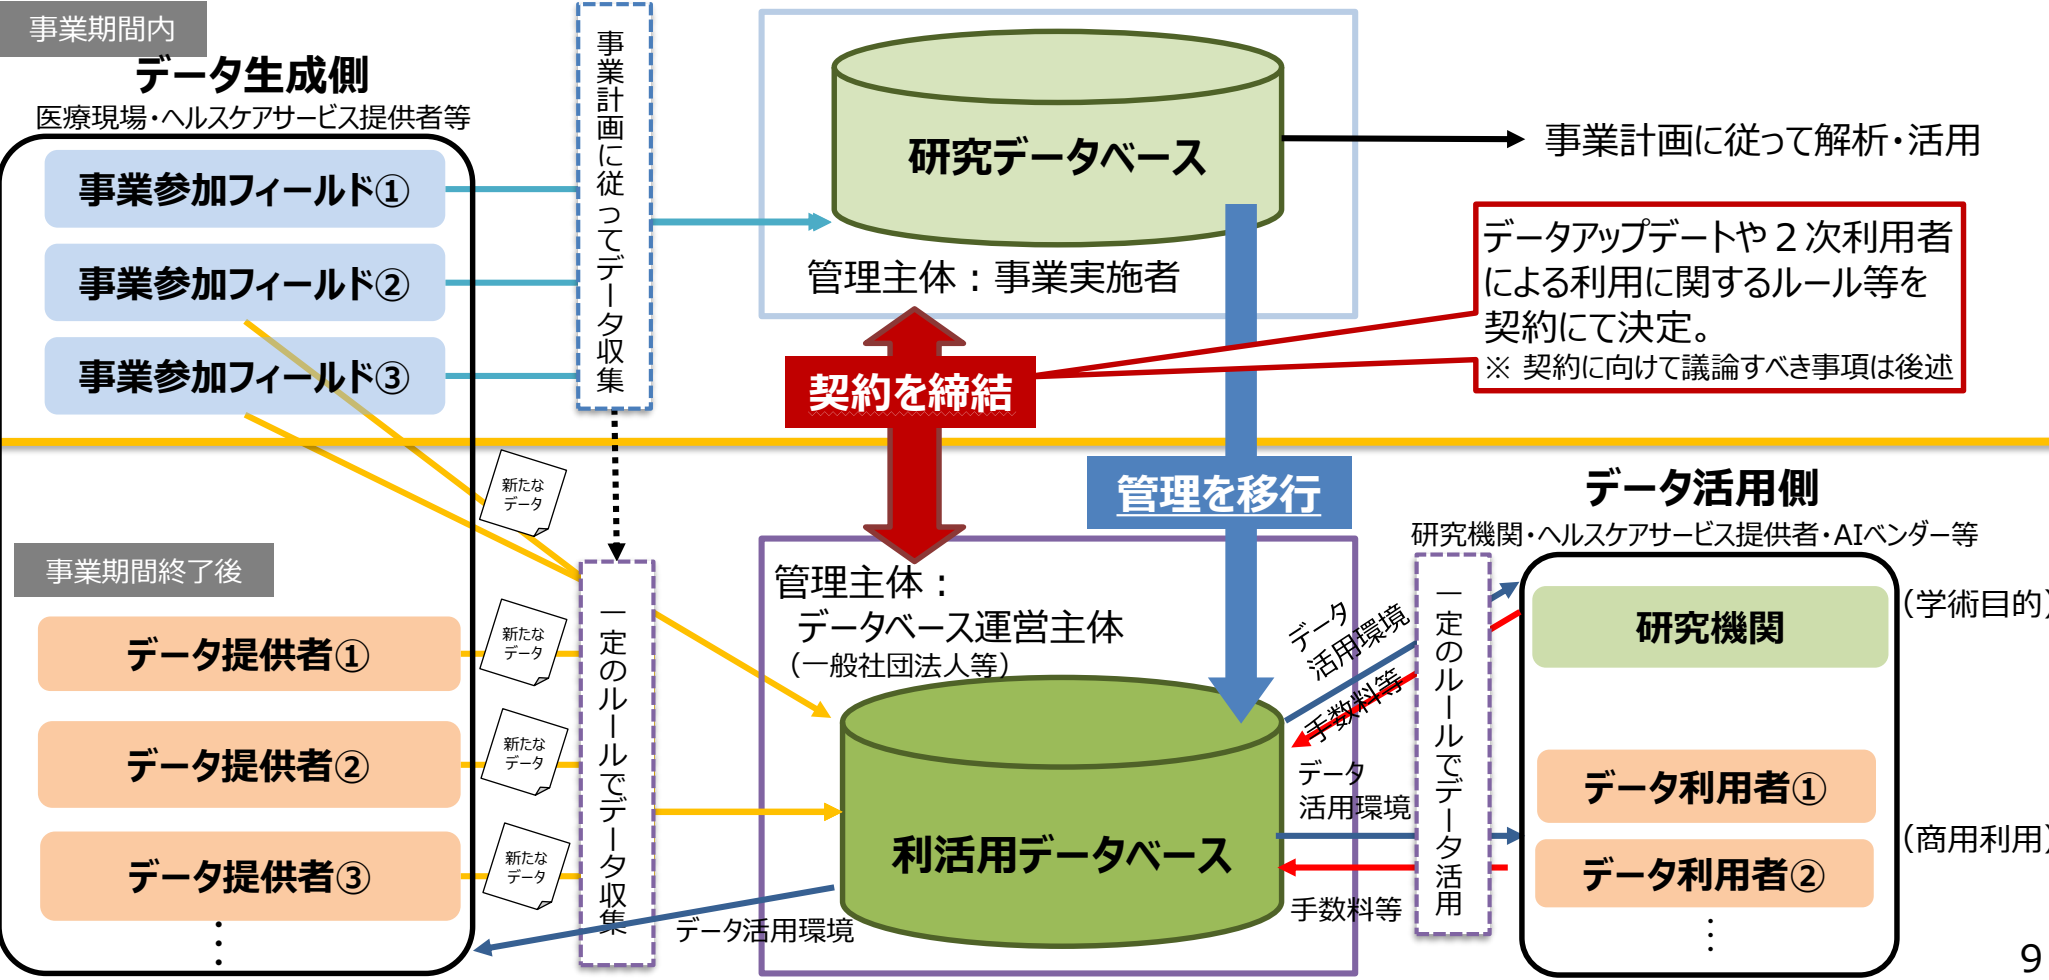 事業期間内
データ生成側
医療現場・ヘルスケアサービス提供者等
事業参加フィールド①
事業参加フィールド②
事業参加フィールド③
事業計画に従ってデータ収集
研究データベース
管理主体：事業実施者
事業計画に従って解析・活用
データアップデートや２次利用者
による利用に関するルール等を
契約にて決定。
※ 契約に向けて議論すべき事項は後述
契約を締結
管理を移行
事業期間終了後
新たな
データ
データ提供者①
新たな
データ
データ提供者②
新たな
データ
データ提供者③
新たな
データ
⋮
一定のルールでデータ収集
管理主体：
データベース運営主体
（一般社団法人等）
利活用データベース
データ活用環境
データ
活用環境
手数料等
データ
活用環境
手数料等
一定のルールでデータ活用
データ活用側
研究機関・ヘルスケアサービス提供者・AIベンダー等
研究機関
（学術目的）
データ利用者①
（商用利用）
データ利用者②
⋮
9